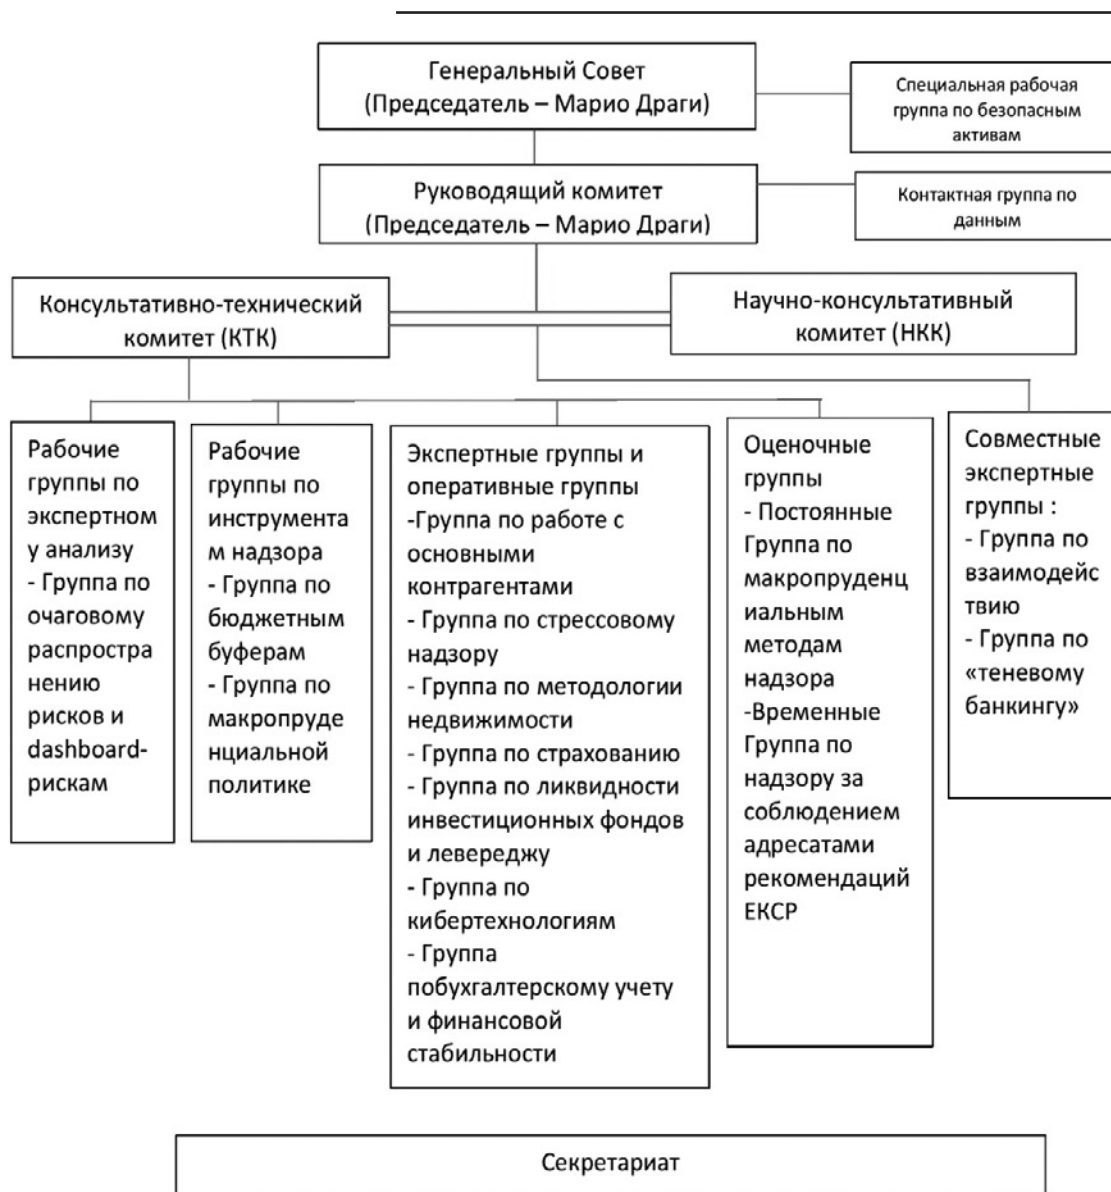 Генеральный Совет
(Председатель – Марио Драги)
Специальная рабочая
группа по безопасным
активам
Руководящий комитет
(Председатель – Марио Драги)
Контактная группа по
данным
Консультативно-технический
комитет (КТК)
Научно-консультативный
комитет (НКК)
Рабочие
группы по
экспертном
у анализу
- Группа по
очаговому
распростра
нению
рисков и
dashboard-
рискам
Рабочие
группы по
инструмента
м надзора
- Группа по
бюджетным
буферам
- Группа по
макропруде
нциальной
политике
Экспертные группы и
оперативные группы
-Группа по работе с
основными
контрагентами
- Группа по стрессовому
надзору
- Группа по методологии
недвижимости
- Группа по страхованию
- Группа по ликвидности
инвестиционных фондов
и левереджу
- Группа по
кибертехнологиям
- Группа
побухгалтерскому учету
и финансовой
стабильности
Оценочные
группы
- Постоянные
Группа по
макропруденц
иальным
методам
надзора
-Временные
Группа по
надзору за
соблюдением
адресатами
рекомендаций
ЕКСР
Совместные
экспертные
группы :
- Группа по
взаимодейс
твию
- Группа по
«теневому
банкингу»
Секретариат